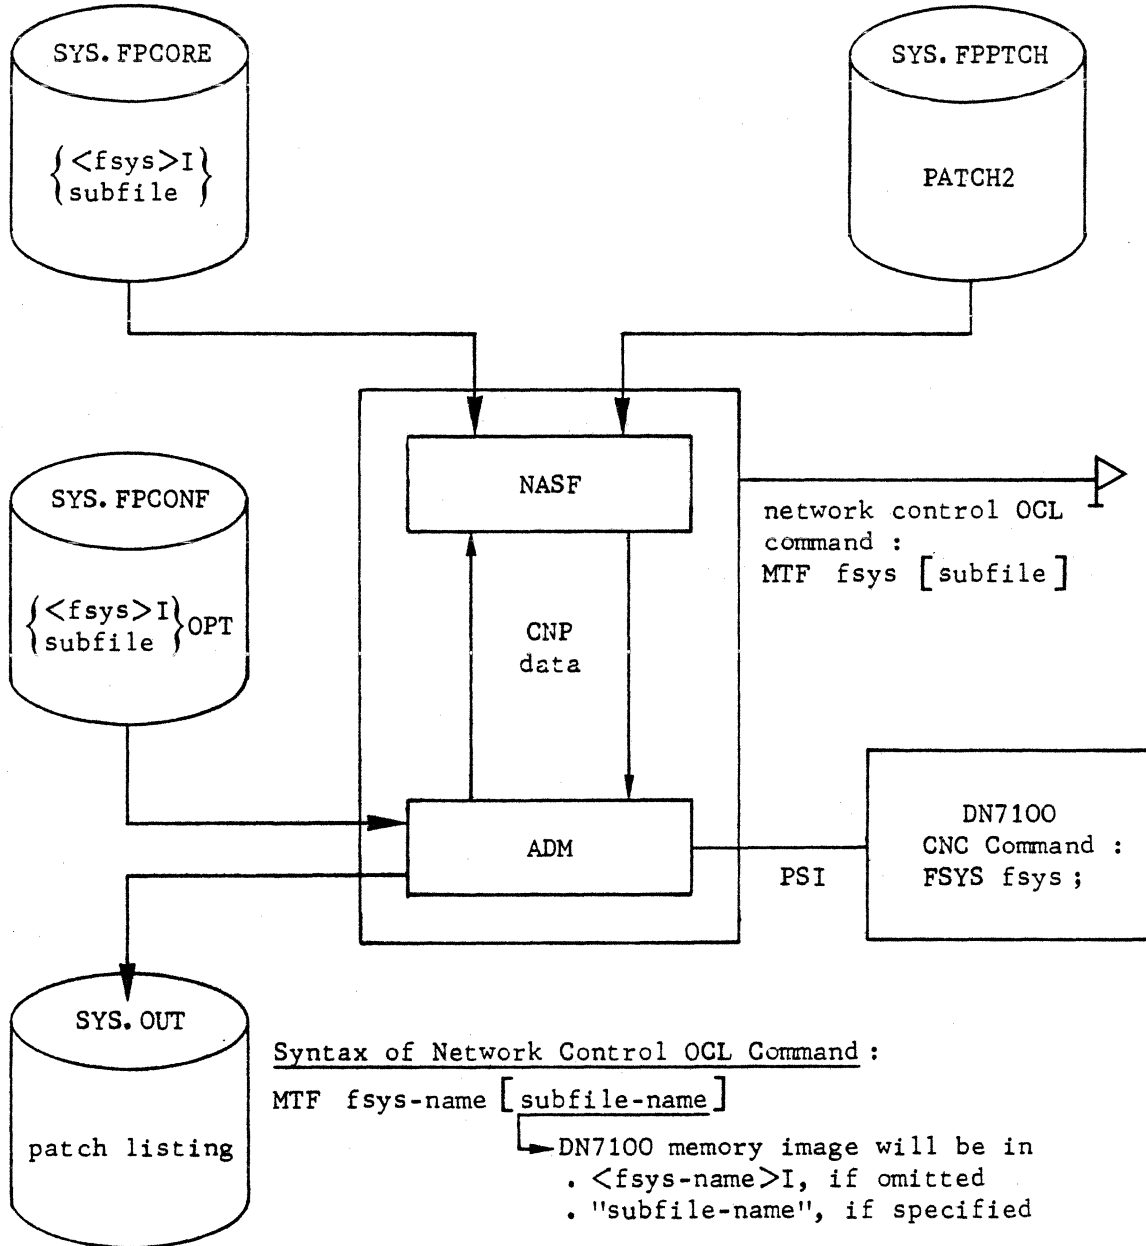 SYS.FPCORE
{<fsys>I}
{subfile}
SYS.FPPTCH
PATCH2
NASF
SYS.FPCONF
{<fsys>I}OPT
{subfile}
network control OCL
command :
MTF fsys [subfile]
CNP
data
ADM
PSI
DN7100
CNC Command :
FSYS fsys ;
SYS.OUT
patch listing
Syntax of Network Control OCL Command :
MTF fsys-name [subfile-name]
DN7100 memory image will be in
. <fsys-name>I, if omitted
. "subfile-name", if specified